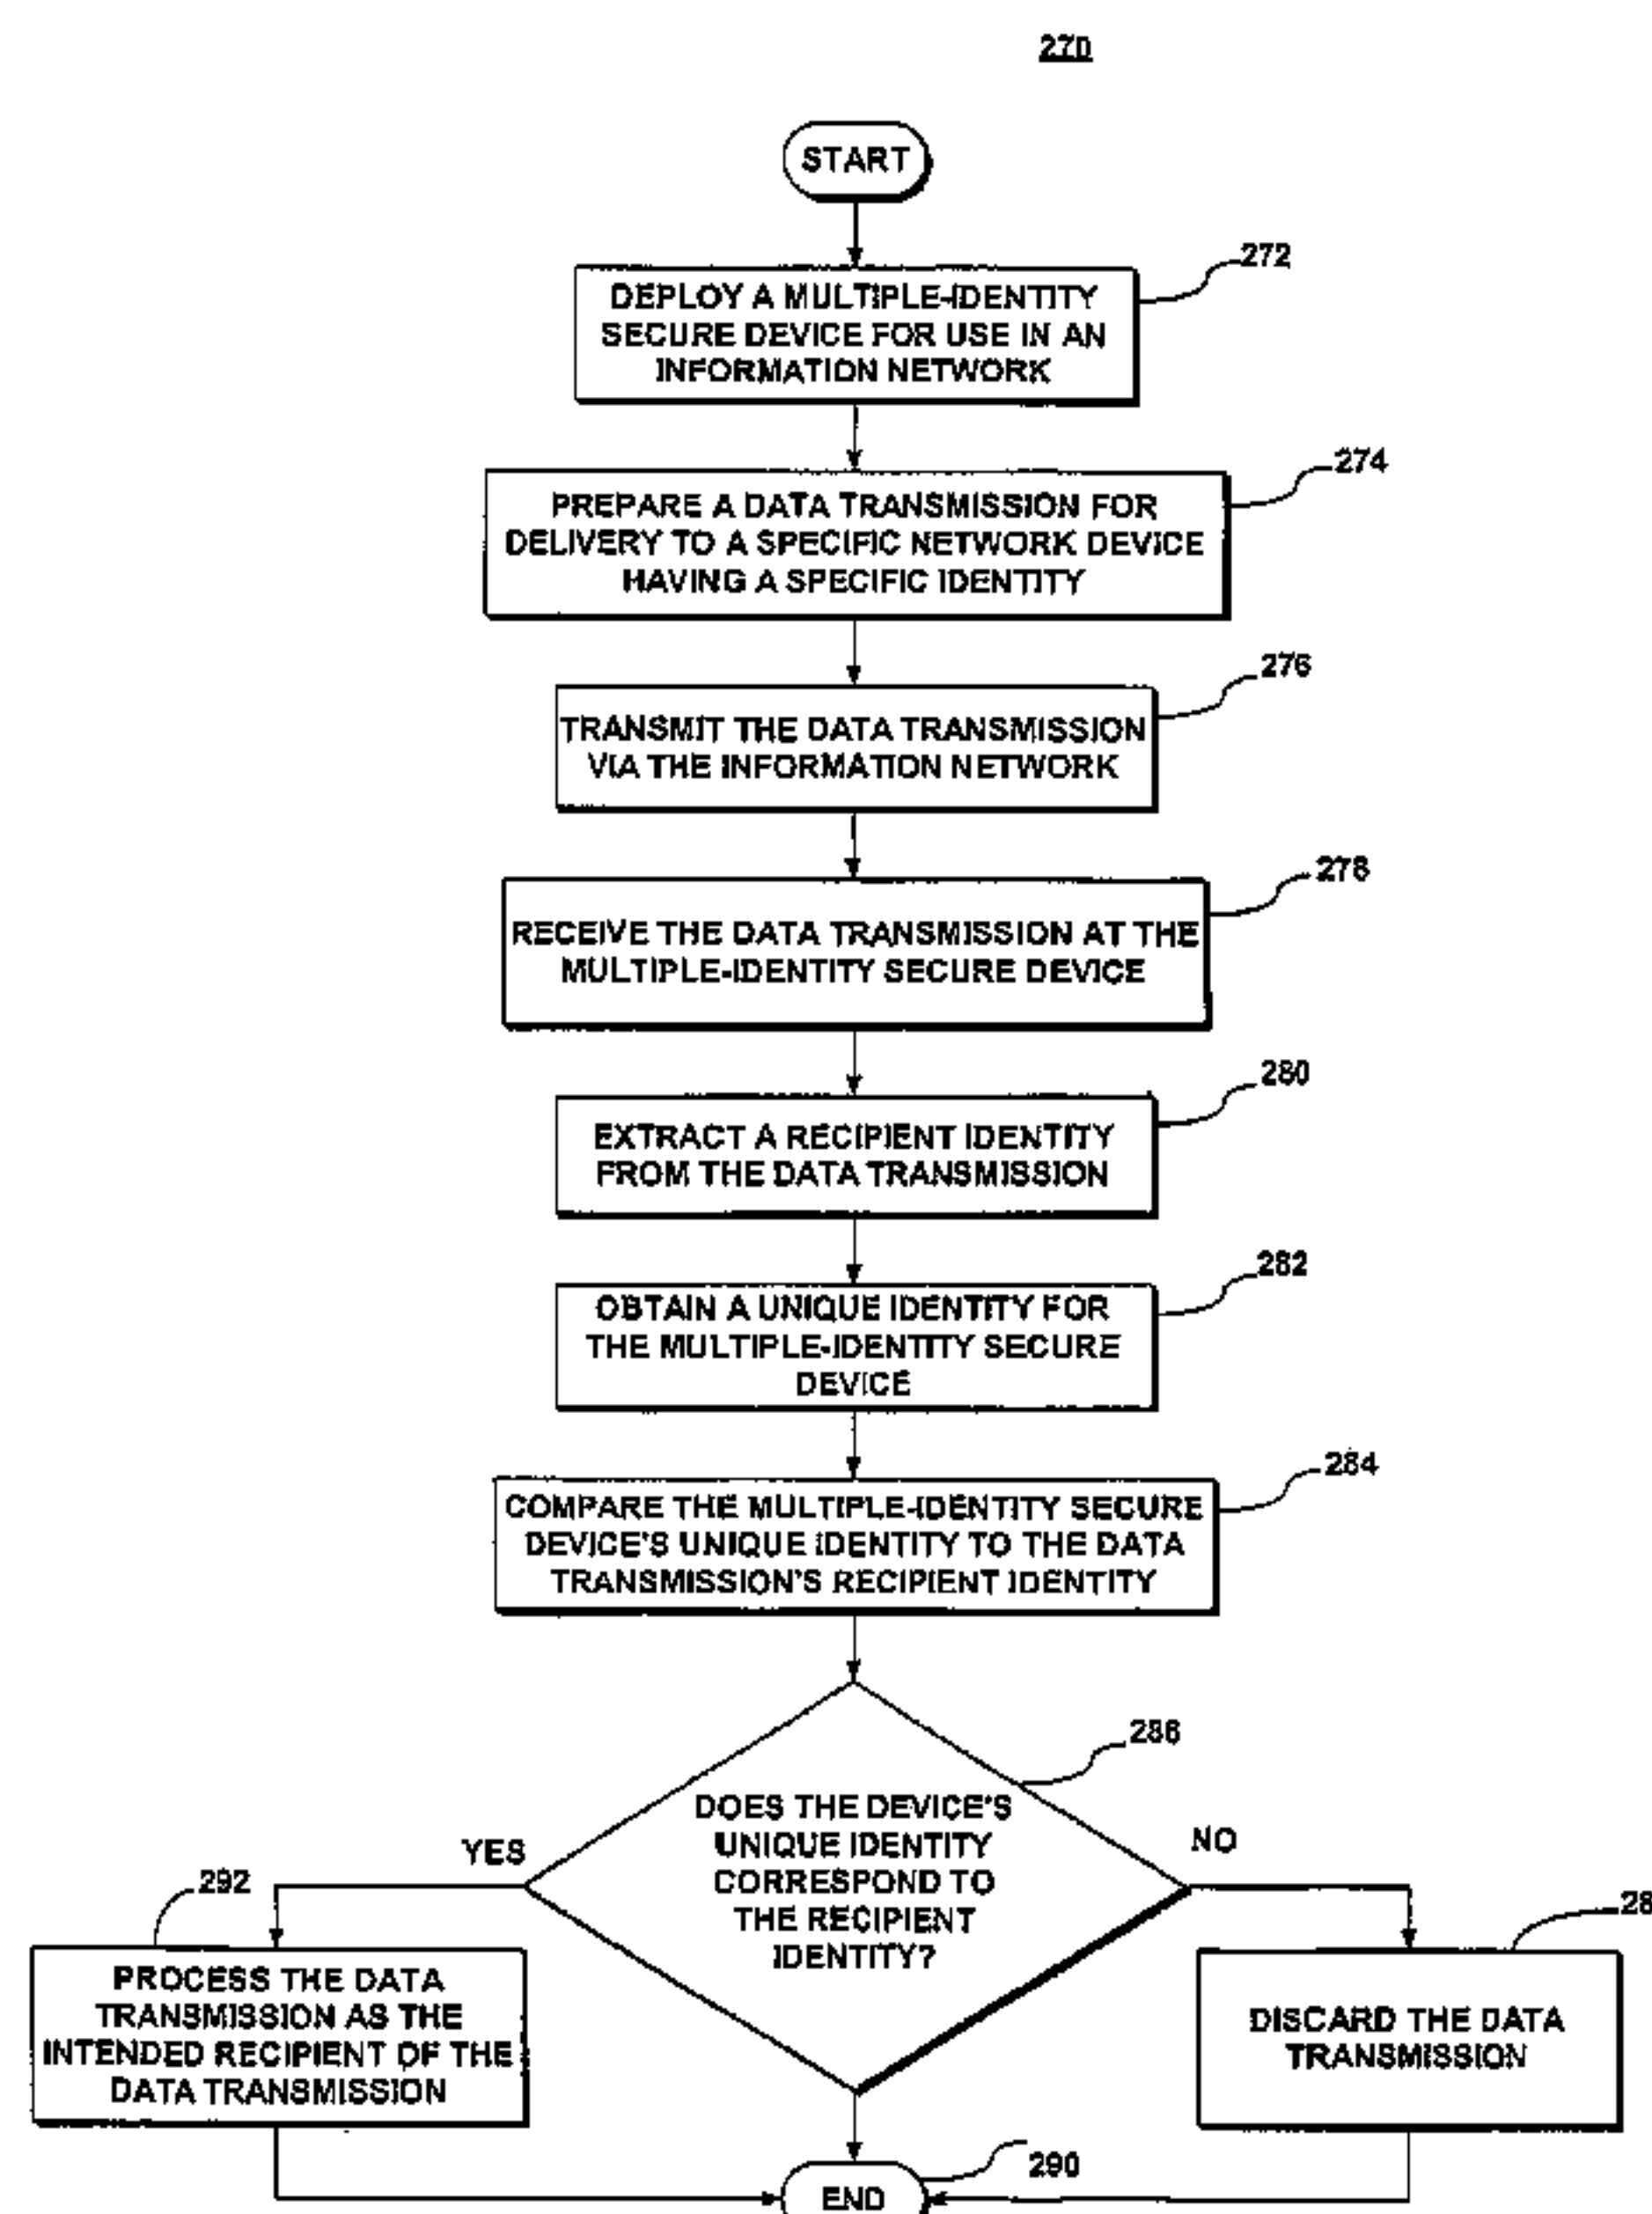 270
START
272
DEPLOY A MULTIPLE-IDENTITY
SECURE DEVICE FOR USE IN AN
INFORMATION NETWORK
274
PREPARE A DATA TRANSMISSION FOR
DELIVERY TO A SPECIFIC NETWORK DEVICE
HAVING A SPECIFIC IDENTITY
276
TRANSMIT THE DATA TRANSMISSION
VIA THE INFORMATION NETWORK
278
RECEIVE THE DATA TRANSMISSION AT THE
MULTIPLE-IDENTITY SECURE DEVICE
280
EXTRACT A RECIPIENT IDENTITY
FROM THE DATA TRANSMISSION
282
OBTAIN A UNIQUE IDENTITY FOR
THE MULTIPLE-IDENTITY SECURE
DEVICE
284
COMPARE THE MULTIPLE-IDENTITY SECURE
DEVICE'S UNIQUE IDENTITY TO THE DATA
TRANSMISSION'S RECIPIENT IDENTITY
286
DOES THE DEVICE'S
UNIQUE IDENTITY
CORRESPOND TO
THE RECIPIENT
IDENTITY?
YES
NO
292
PROCESS THE DATA
TRANSMISSION AS THE
INTENDED RECIPIENT OF THE
DATA TRANSMISSION
28
DISCARD THE DATA
TRANSMISSION
290
END